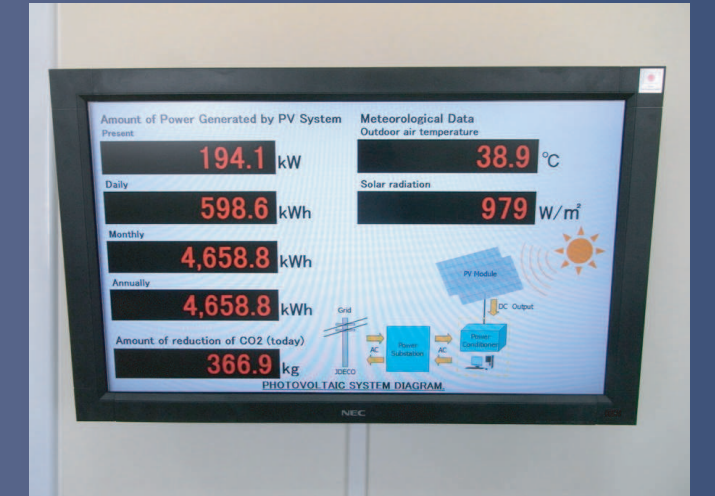 Amount of Power Generated by PV System
Present
194.1 kW
Daily
598.6 kWh
Monthly
4,658.8 kWh
Annually
4,658.8 kWh
Amount of reduction of CO2 (today)
366.9 kg
Meteorological Data
Outdoor air temperature
38.9 °C
Solar radiation
979 W/㎡
PV Module
DC Output
Grid
Power
Conditioner
Power
Substation
AC
AC
JDECO
PHOTOVOLTAIC SYSTEM DIAGRAM.
NEC